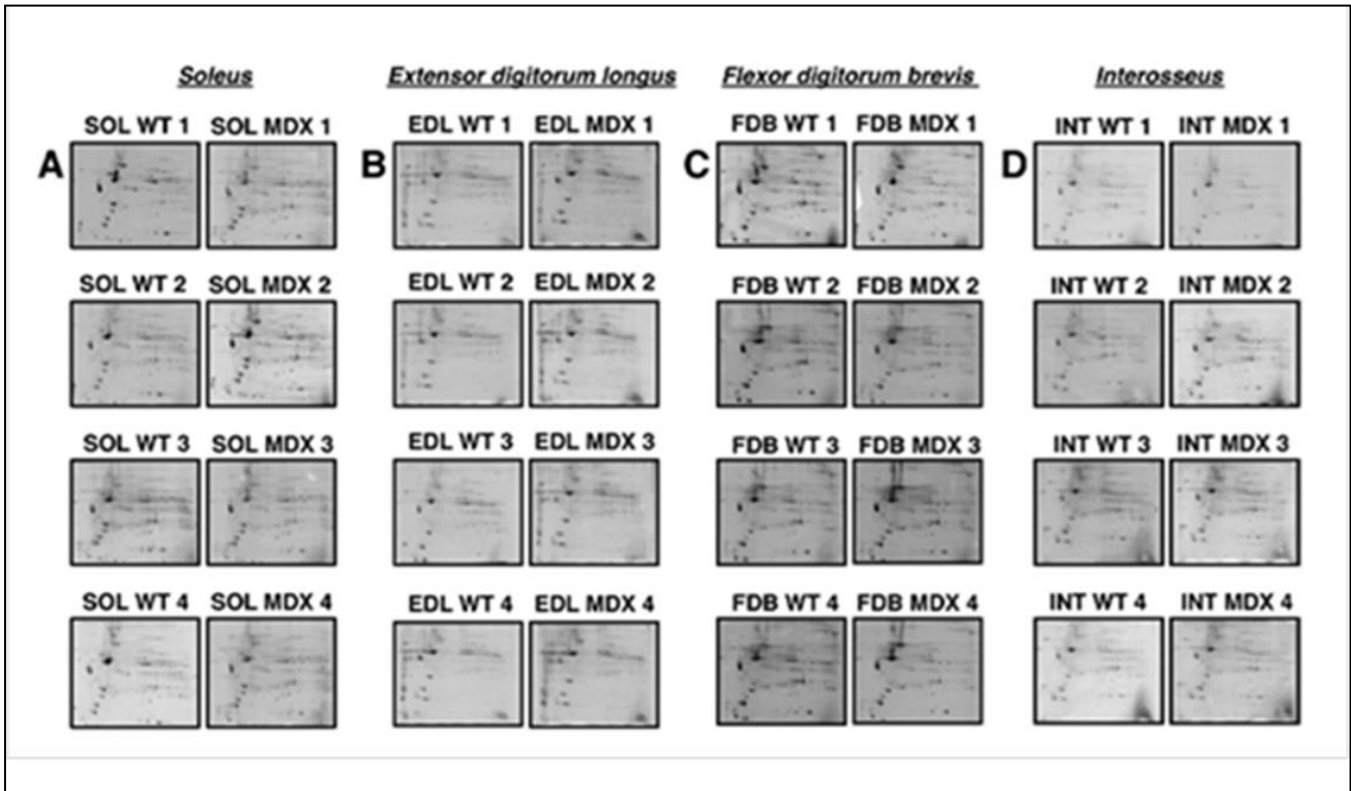 Soleus Extensor digitorum longus Flexor digitorum brevis Interosseus
SOL WT 1 SOL MDX 1 EDL WT 1 EDL MDX 1 FDB WT 1 FDB MDX 1 INT WT 1 INT MDX 1
A B C D
SOL WT 2 SOL MDX 2 EDL WT 2 EDL MDX 2 FDB WT 2 FDB MDX 2 INT WT 2 INT MDX 2
SOL WT 3 SOL MDX 3 EDL WT 3 EDL MDX 3 FDB WT 3 FDB MDX 3 INT WT 3 INT MDX 3
SOL WT 4 SOL MDX 4 EDL WT 4 EDL MDX 4 FDB WT 4 FDB MDX 4 INT WT 4 INT MDX 4